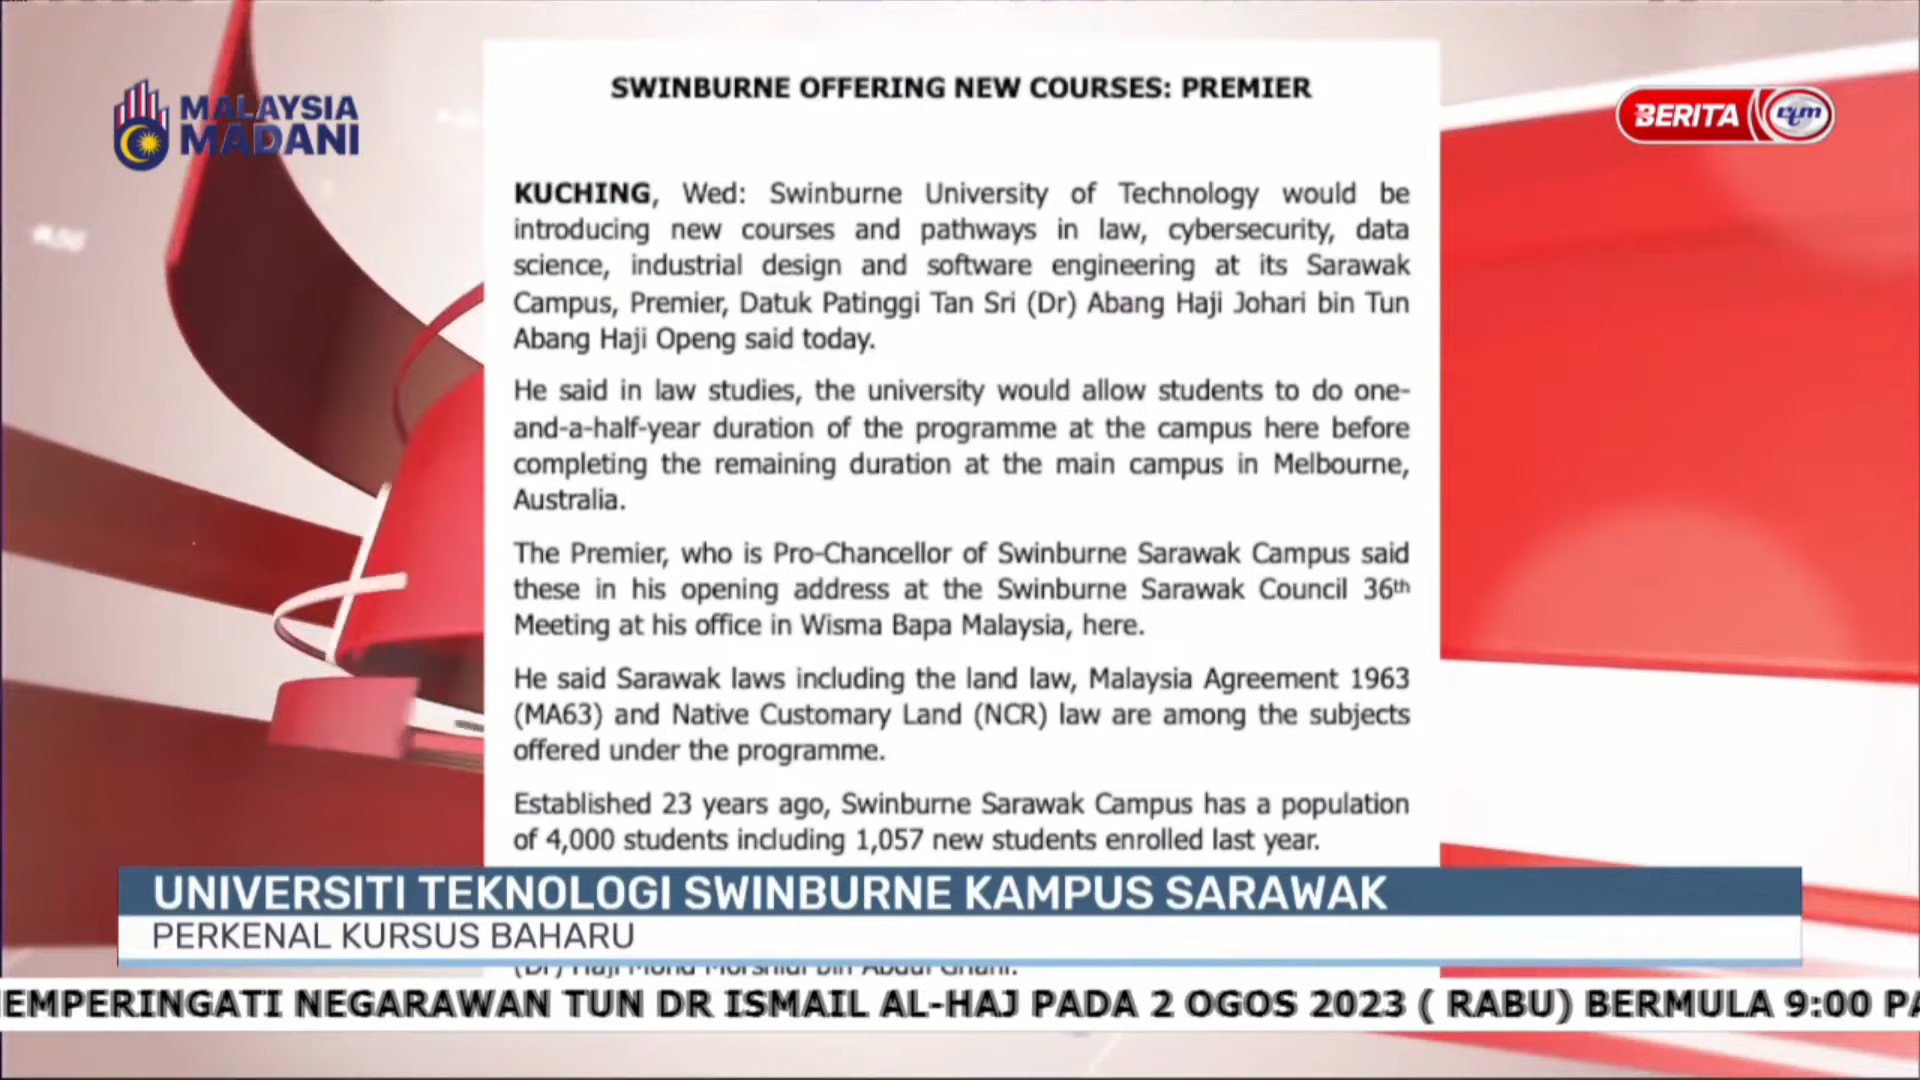 MALAYSIA
MADANI
BERITA rtm
SWINBURNE OFFERING NEW COURSES: PREMIER
KUCHING, Wed: Swinburne University of Technology would be
introducing new courses and pathways in law, cybersecurity, data
science, industrial design and software engineering at its Sarawak
Campus, Premier, Datuk Patinggi Tan Sri (Dr) Abang Haji Johari bin Tun
Abang Haji Openg said today.
He said in law studies, the university would allow students to do one-
and-a-half-year duration of the programme at the campus here before
completing the remaining duration at the main campus in Melbourne,
Australia.
The Premier, who is Pro-Chancellor of Swinburne Sarawak Campus said
these in his opening address at the Swinburne Sarawak Council 36th
Meeting at his office in Wisma Bapa Malaysia, here.
He said Sarawak laws including the land law, Malaysia Agreement 1963
(MA63) and Native Customary Land (NCR) law are among the subjects
offered under the programme.
Established 23 years ago, Swinburne Sarawak Campus has a population
of 4,000 students including 1,057 new students enrolled last year.
UNIVERSITI TEKNOLOGI SWINBURNE KAMPUS SARAWAK
PERKENAL KURSUS BAHARU
EMPERINGATI NEGARAWAN TUN DR ISMAIL AL-HAJ PADA 2 OGOS 2023 ( RABU) BERMULA 9:00 PA